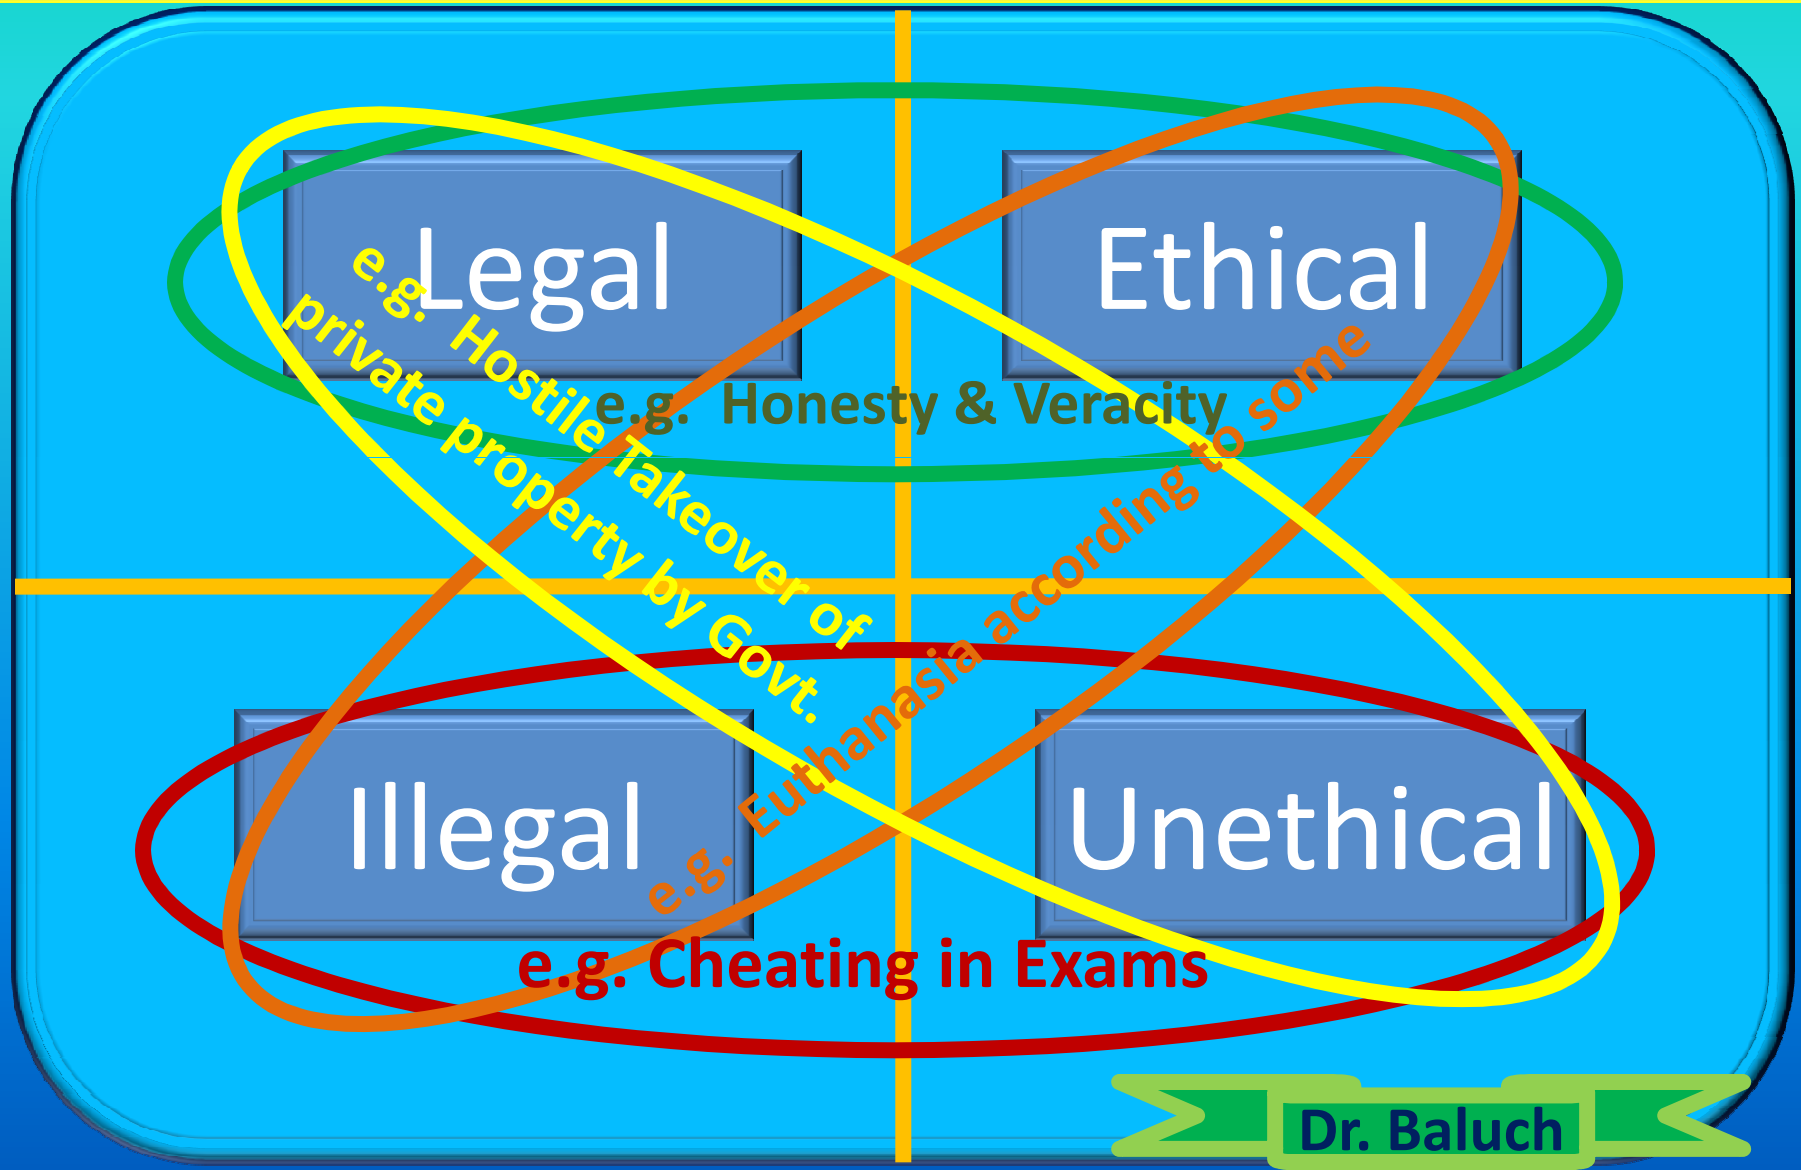 Legal
Ethical
e.g.  Hostile Takeover of
private property by Govt.
e.g.  Honesty & Veracity
e.g.  Euthanasia according to some
Illegal
Unethical
e.g. Cheating in Exams
Dr. Baluch